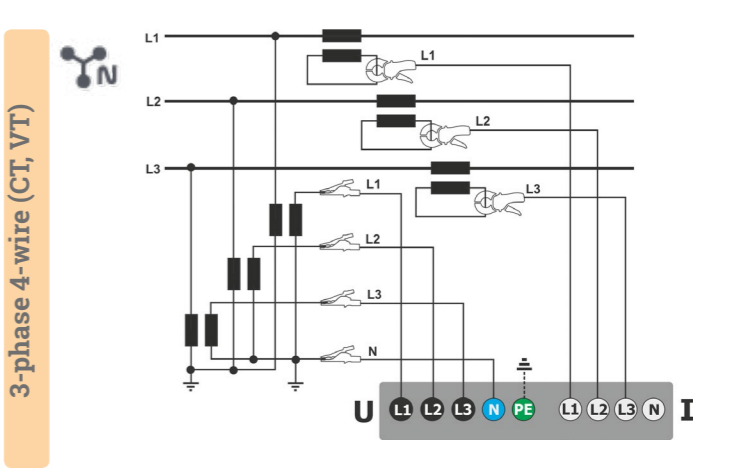 3-phase 4-wire (CT, VT)
N
L1
L1
L2
L2
L3
L3
L1
L2
L3
N
U L1 L2 L3 N PE L1 L2 L3 N I